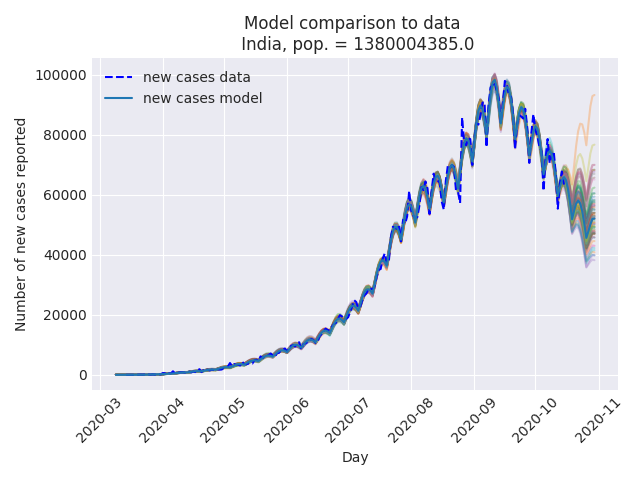 Model comparison to data
India, pop. = 1380004385.0
new cases data
new cases model
Number of new cases reported
100000
80000
60000
40000
20000
0
2020-03
2020-04
2020-05
2020-06
2020-07
2020-08
2020-09
2020-10
2020-11
Day